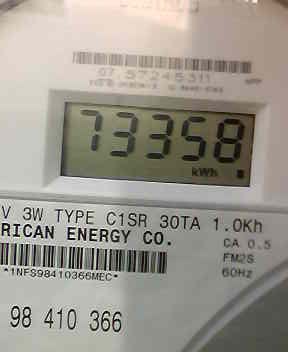 07 57245311
73358
kWh
V 3W TYPE C1SR 30TA 1.0Kh
RICAN ENERGY CO.
CA 0.5
FM2S
60Hz
*1NFS98410366MEC*
98 410 366